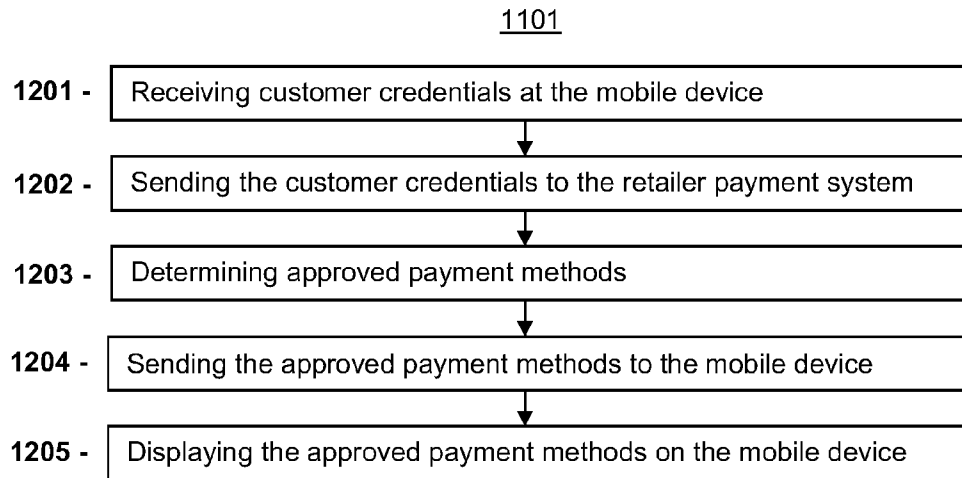 1101
1201 - Receiving customer credentials at the mobile device
1202 - Sending the customer credentials to the retailer payment system
1203 - Determining approved payment methods
1204 - Sending the approved payment methods to the mobile device
1205 - Displaying the approved payment methods on the mobile device